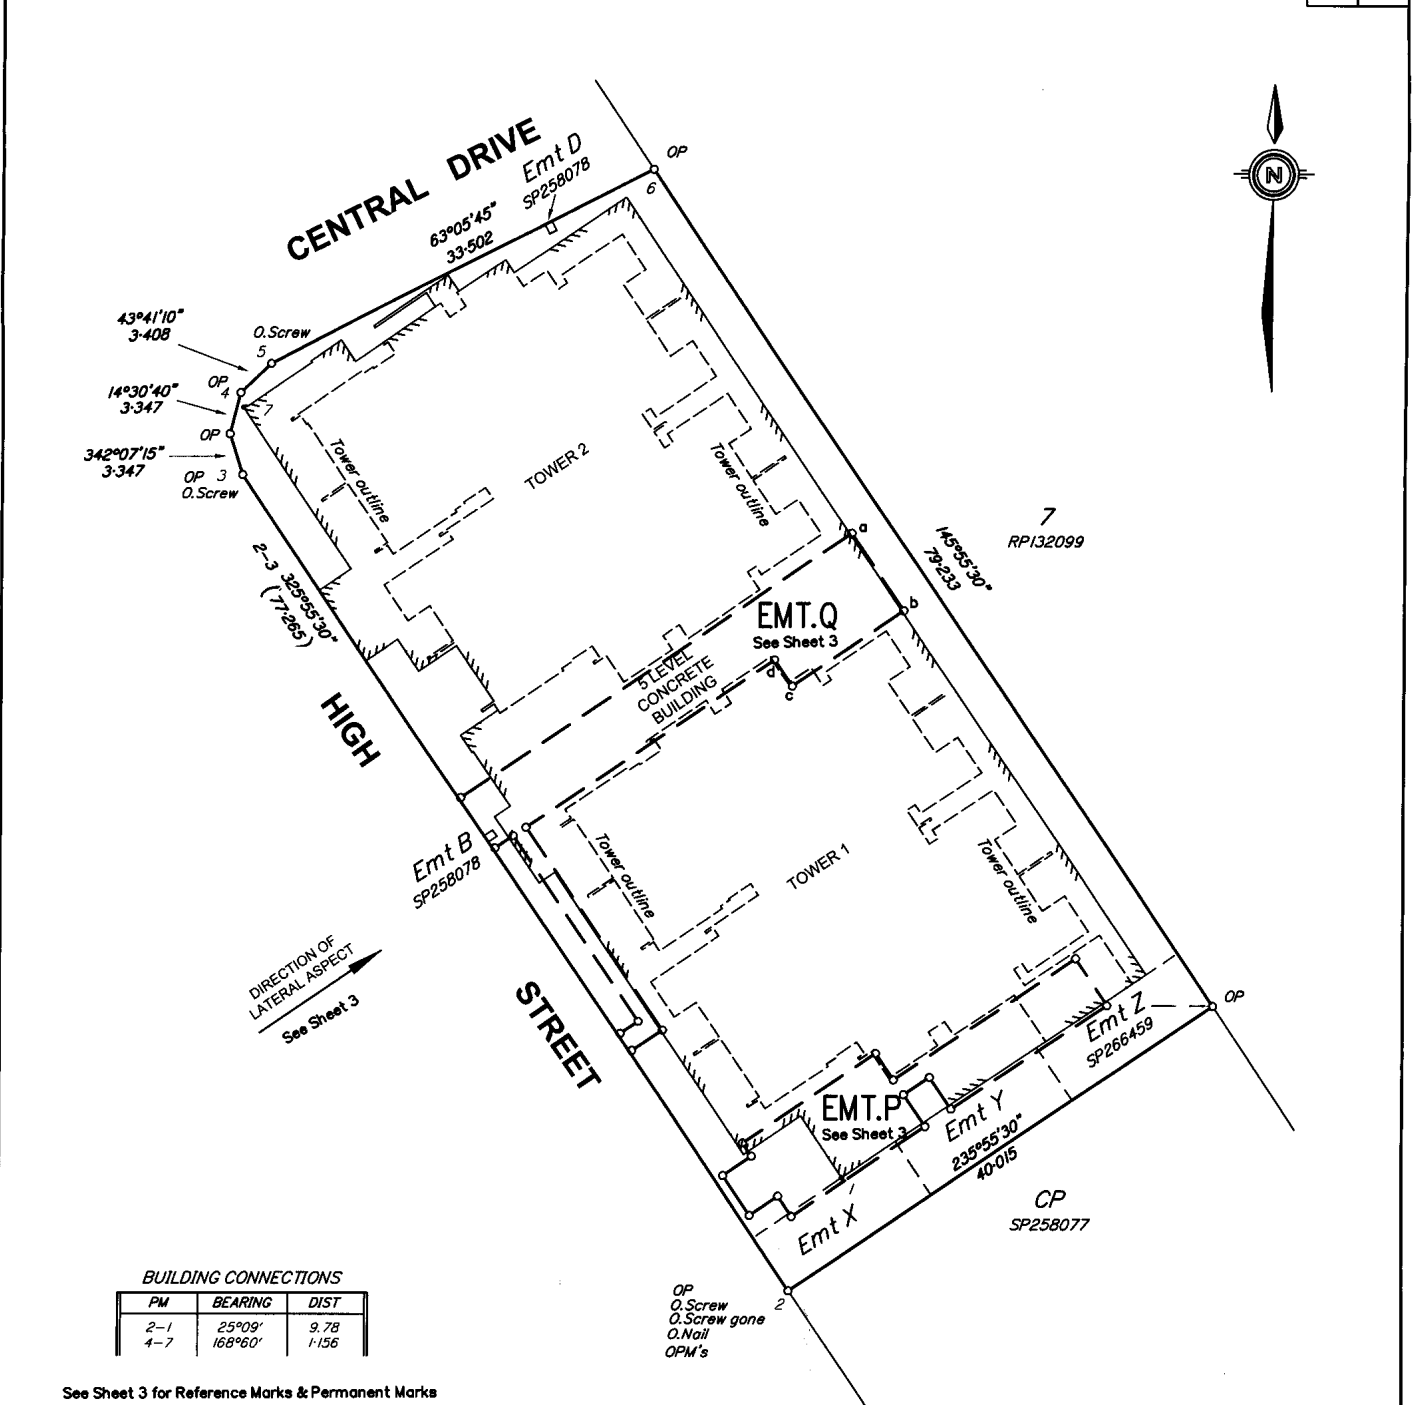 CENTRAL DRIVE
Emt D
SP258078
OP
6
63°05'45"
33·502
N
43°41'10"
3·408
O.Screw
5
OP
4
14°30'40"
3·347
7
OP
342°07'15"
3·347
OP 3
O.Screw
Tower outline
TOWER 2
Tower outline
a
145°55'30"
79·233
7
RP132099
2-3 325°55'30"
(77·265)
b
EMT.Q
See Sheet 3
d
c
5 LEVEL
CONCRETE
BUILDING
HIGH
STREET
Emt B
SP258078
Tower outline
TOWER 1
Tower outline
DIRECTION OF
LATERAL ASPECT
See Sheet 3
OP
Emt Z
SP266459
EMT.P
See Sheet 3
Emt Y
235°55'30"
40·015
Emt X
CP
SP258077
BUILDING CONNECTIONS
PM BEARING DIST
2-1 25°09' 9.78
4-7 168°60' 1·156
OP
O.Screw
O.Screw gone
O.Nail
OPM's
2
See Sheet 3 for Reference Marks & Permanent Marks